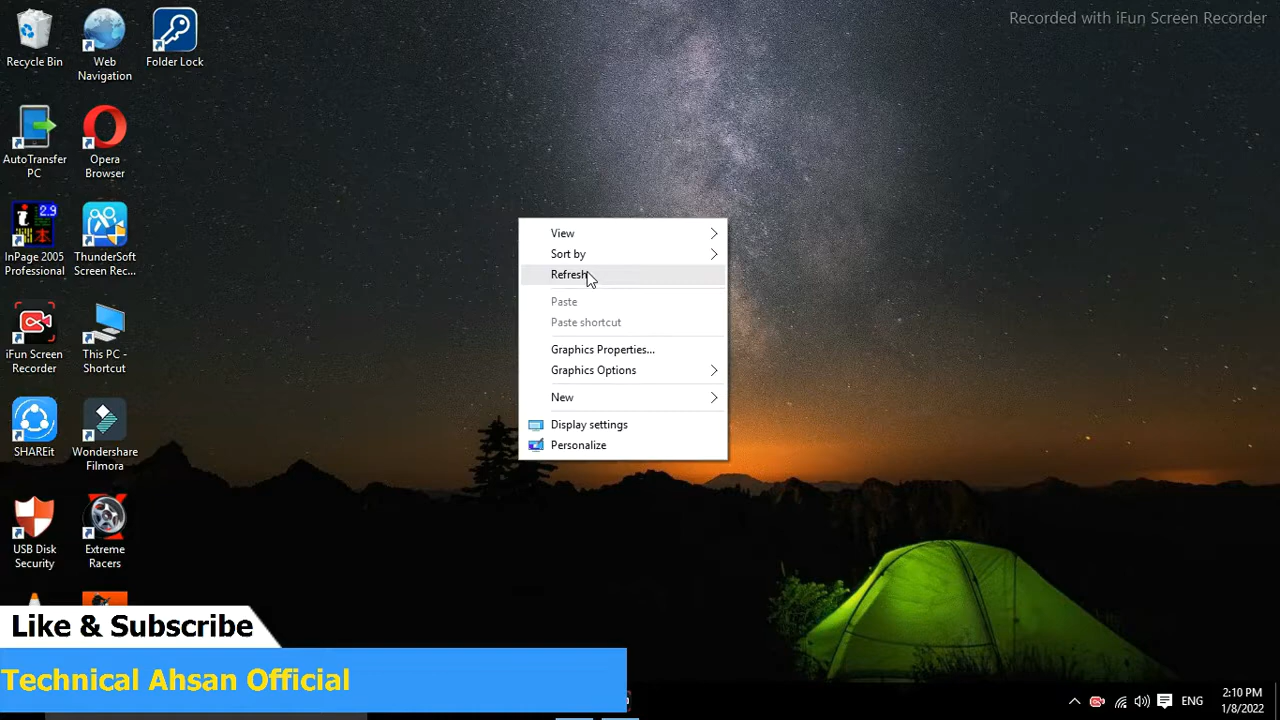 Recorded with iFun Screen Recorder
Recycle Bin
Web
Navigation
Folder Lock
AutoTransfer
PC
Opera
Browser
2.9
InPage 2005
Professional
ThunderSoft
Screen Rec...
iFun Screen
Recorder
This PC -
Shortcut
SHAREit
Wondershare
Filmora
USB Disk
Security
Extreme
Racers
View
Sort by
Refresh
Paste
Paste shortcut
Graphics Properties...
Graphics Options
New
Display settings
Personalize
Like & Subscribe
Technical Ahsan Official
ENG
2:10 PM
1/8/2022